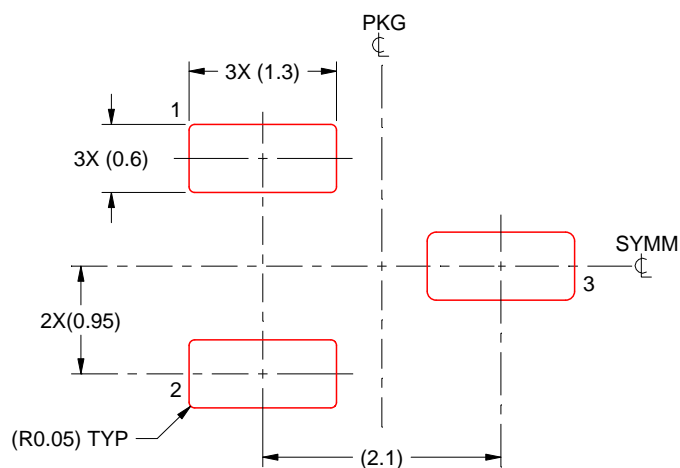 PKG
℄
3X (1.3)
1
3X (0.6)
SYMM
℄
3
2X(0.95)
2
(R0.05) TYP
(2.1)